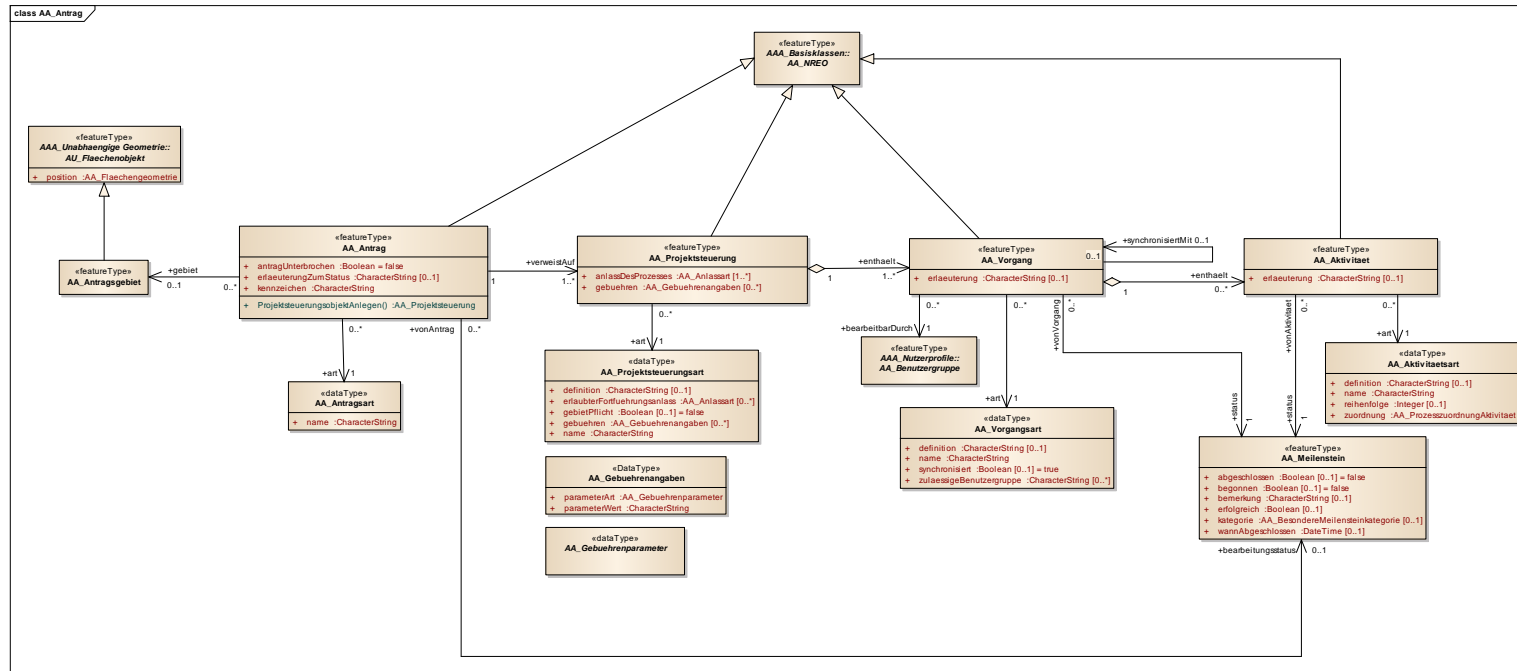 class AA_Antrag
«featureType»
AAA_Basisklassen::
AA_NREO
«featureType»
AAA_Unabhaengige Geometrie::
AU_Flaechenobjekt
+ position :AA_Flaechengeometrie
«featureType»
AA_Antragsgebiet
+gebiet
0..1
0..*
«featureType»
AA_Antrag
+ antragUnterbrochen :Boolean = false
+ erlaeuterungZumStatus :CharacterString [0..1]
+ kennzeichen :CharacterString
+ ProjektsteuerungsobjektAnlegen() :AA_Projektsteuerung
+verweistAuf
1
1..*
«featureType»
AA_Projektsteuerung
+ anlassDesProzesses :AA_Anlassart [1..*]
+ gebuehren :AA_Gebuehrenangaben [0..*]
+enthaelt
1
1..*
«featureType»
AA_Vorgang
+ erlaeuterung :CharacterString [0..1]
+synchronisiertMit 0..1
0..1
+enthaelt
1
0..*
«featureType»
AA_Aktivitaet
+ erlaeuterung :CharacterString [0..1]
0..*
+art 1
«dataType»
AA_Antragsart
+ name :CharacterString
+vonAntrag 0..*
0..*
+art 1
«dataType»
AA_Projektsteuerungsart
+ definition :CharacterString [0..1]
+ erlaubterFortfuehrungsanlass :AA_Anlassart [0..*]
+ gebietPflicht :Boolean [0..1] = false
+ gebuehren :AA_Gebuehrenangaben [0..*]
+ name :CharacterString
«DataType»
AA_Gebuehrenangaben
+ parameterArt :AA_Gebuehrenparameter
+ parameterWert :CharacterString
«dataType»
AA_Gebuehrenparameter
0..*
+bearbeitbarDurch 1
«featureType»
AAA_Nutzerprofile::
AA_Benutzergruppe
0..*
+art 1
«dataType»
AA_Vorgangsart
+ definition :CharacterString [0..1]
+ name :CharacterString
+ synchronisiert :Boolean [0..1] = true
+ zulaessigeBenutzergruppe :CharacterString [0..*]
+vonVorgang
0..*
+status
1
+vonAktivitaet
0..*
+status
1
0..*
+art 1
«dataType»
AA_Aktivitaetsart
+ definition :CharacterString [0..1]
+ name :CharacterString
+ reihenfolge :Integer [0..1]
+ zuordnung :AA_ProzesszuordnungAktivitaet
«featureType»
AA_Meilenstein
+ abgeschlossen :Boolean [0..1] = false
+ begonnen :Boolean [0..1] = false
+ bemerkung :CharacterString [0..1]
+ erfolgreich :Boolean [0..1]
+ kategorie :AA_BesondereMeilensteinkategorie [0..1]
+ wannAbgeschlossen :DateTime [0..1]
+bearbeitungsstatus 0..1